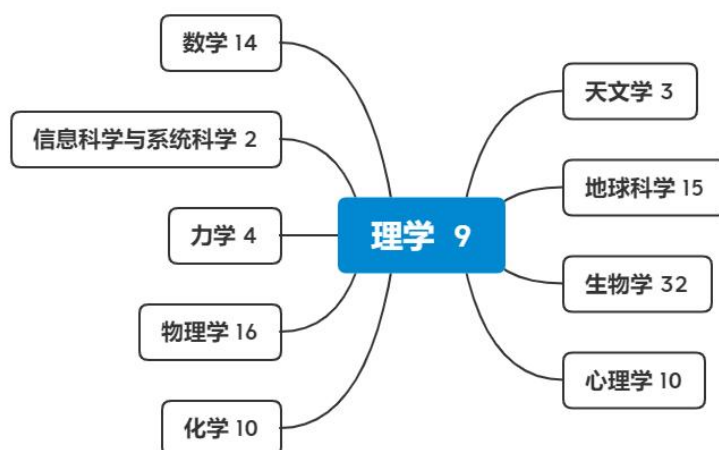 理学 9
数学 14
信息科学与系统科学 2
力学 4
物理学 16
化学 10
天文学 3
地球科学 15
生物学 32
心理学 10